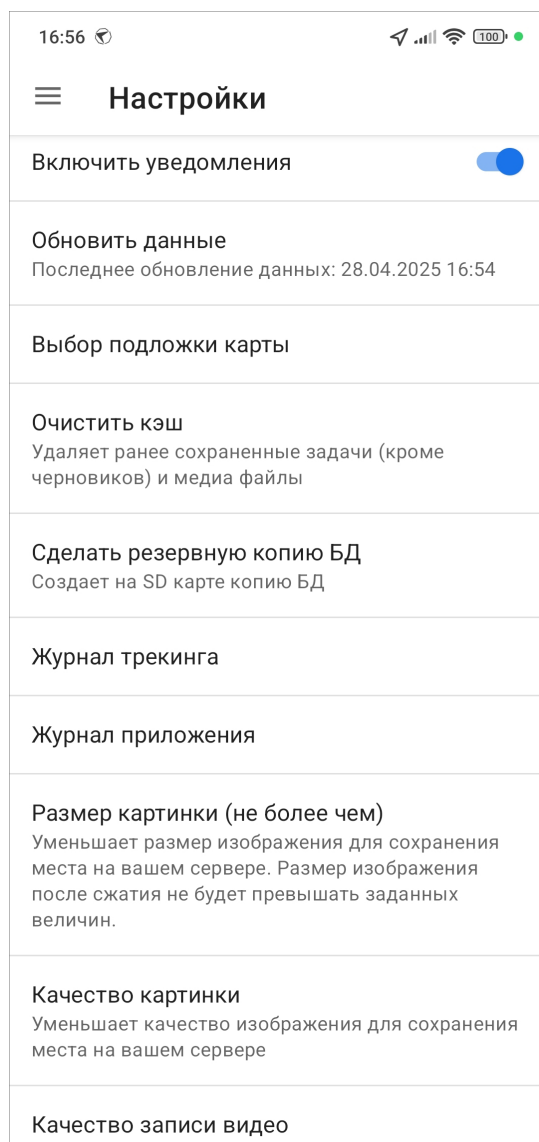 16:56
100
Настройки
Включить уведомления
Обновить данные
Последнее обновление данных: 28.04.2025 16:54
Выбор подложки карты
Очистить кэш
Удаляет ранее сохраненные задачи (кроме
черновиков) и медиа файлы
Сделать резервную копию БД
Создает на SD карте копию БД
Журнал трекинга
Журнал приложения
Размер картинки (не более чем)
Уменьшает размер изображения для сохранения
места на вашем сервере. Размер изображения
после сжатия не будет превышать заданных
величин.
Качество картинки
Уменьшает качество изображения для сохранения
места на вашем сервере
Качество записи видео